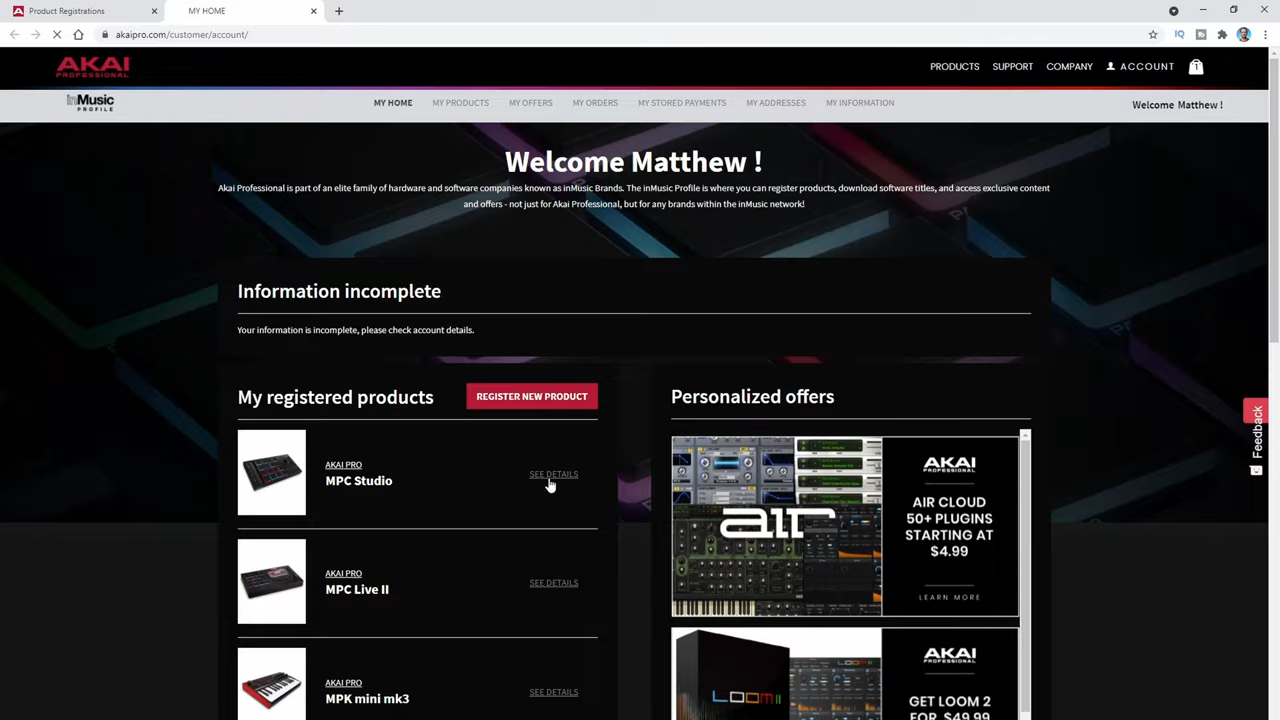 Product Registrations
MY HOME
akaipro.com/customer/account/
IQ
AKAI
PROFESSIONAL
PRODUCTS
SUPPORT
COMPANY
ACCOUNT
1
inMusic
PROFILE
MY HOME
MY PRODUCTS
MY OFFERS
MY ORDERS
MY STORED PAYMENTS
MY ADDRESSES
MY INFORMATION
Welcome Matthew !
Welcome Matthew !
Akai Professional is part of an elite family of hardware and software companies known as inMusic Brands. The inMusic Profile is where you can register products, download software titles, and access exclusive content
and offers - not just for Akai Professional, but for any brands within the inMusic network!
Information incomplete
Your information is incomplete, please check account details.
My registered products
REGISTER NEW PRODUCT
AKAI PRO
MPC Studio
SEE DETAILS
AKAI PRO
MPC Live II
SEE DETAILS
AKAI PRO
MPK mini mk3
SEE DETAILS
Personalized offers
air
AKAI
PROFESSIONAL
AIR CLOUD
50+ PLUGINS
STARTING AT
$4.99
LEARN MORE
LOOM II
AKAI
PROFESSIONAL
GET LOOM 2
FOR $49.99
Feedback